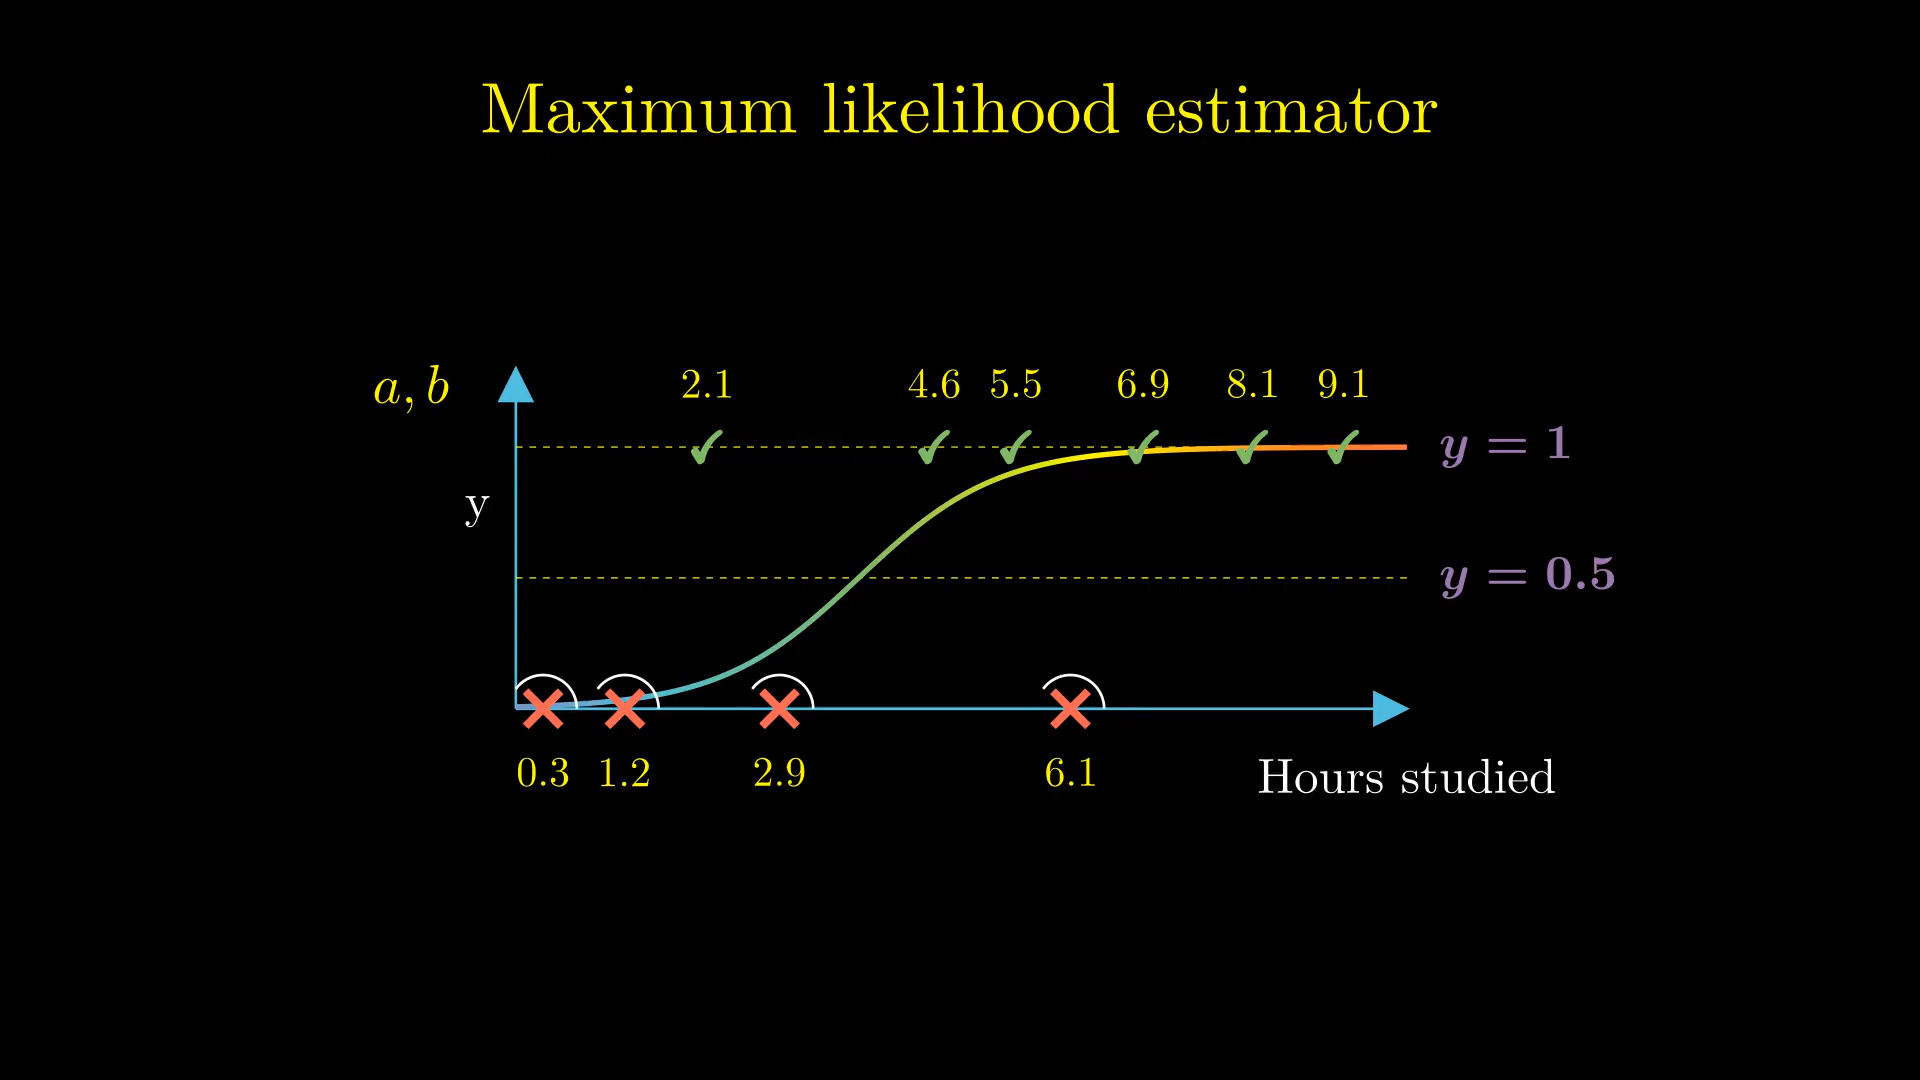 Maximum likelihood estimator
a, b
2.1 4.6 5.5 6.9 8.1 9.1
y = 1
y
y = 0.5
0.3 1.2 2.9 6.1
Hours studied